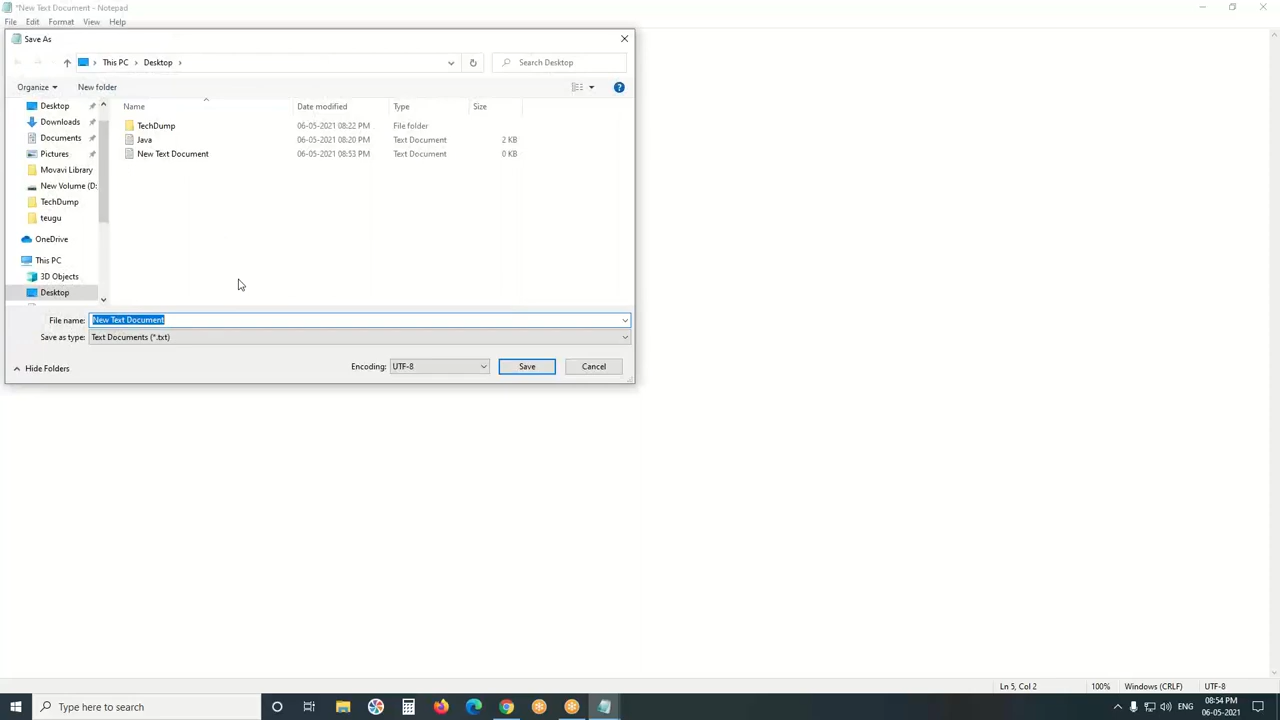 *New Text Document - Notepad
File Edit Format View Help
Save As
This PC Desktop
Search Desktop
Organize New folder
Name Date modified Type Size
Desktop
Downloads
Documents
Pictures
Movavi Library
New Volume (D:
TechDump
teugu
OneDrive
This PC
3D Objects
Desktop
TechDump 06-05-2021 08:22 PM File folder
Java 06-05-2021 08:20 PM Text Document 2 KB
New Text Document 06-05-2021 08:53 PM Text Document 0 KB
File name: New Text Document
Save as type: Text Documents (*.txt)
Hide Folders Encoding: UTF-8 Save Cancel
Ln 5, Col 2 100% Windows (CRLF) UTF-8
Type here to search
ENG
08:54 PM
06-05-2021